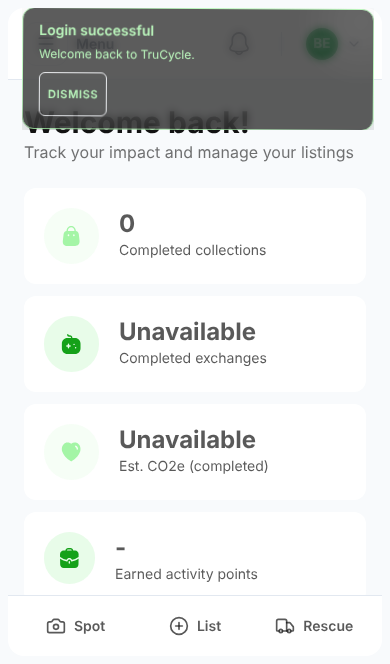 Login successful
Menu
BE
Welcome back to TruCycle.
DISMISS
Welcome back!
Track your impact and manage your listings
0
Completed collections
Unavailable
Completed exchanges
Unavailable
Est. CO2e (completed)
-
Earned activity points
Spot
List
Rescue